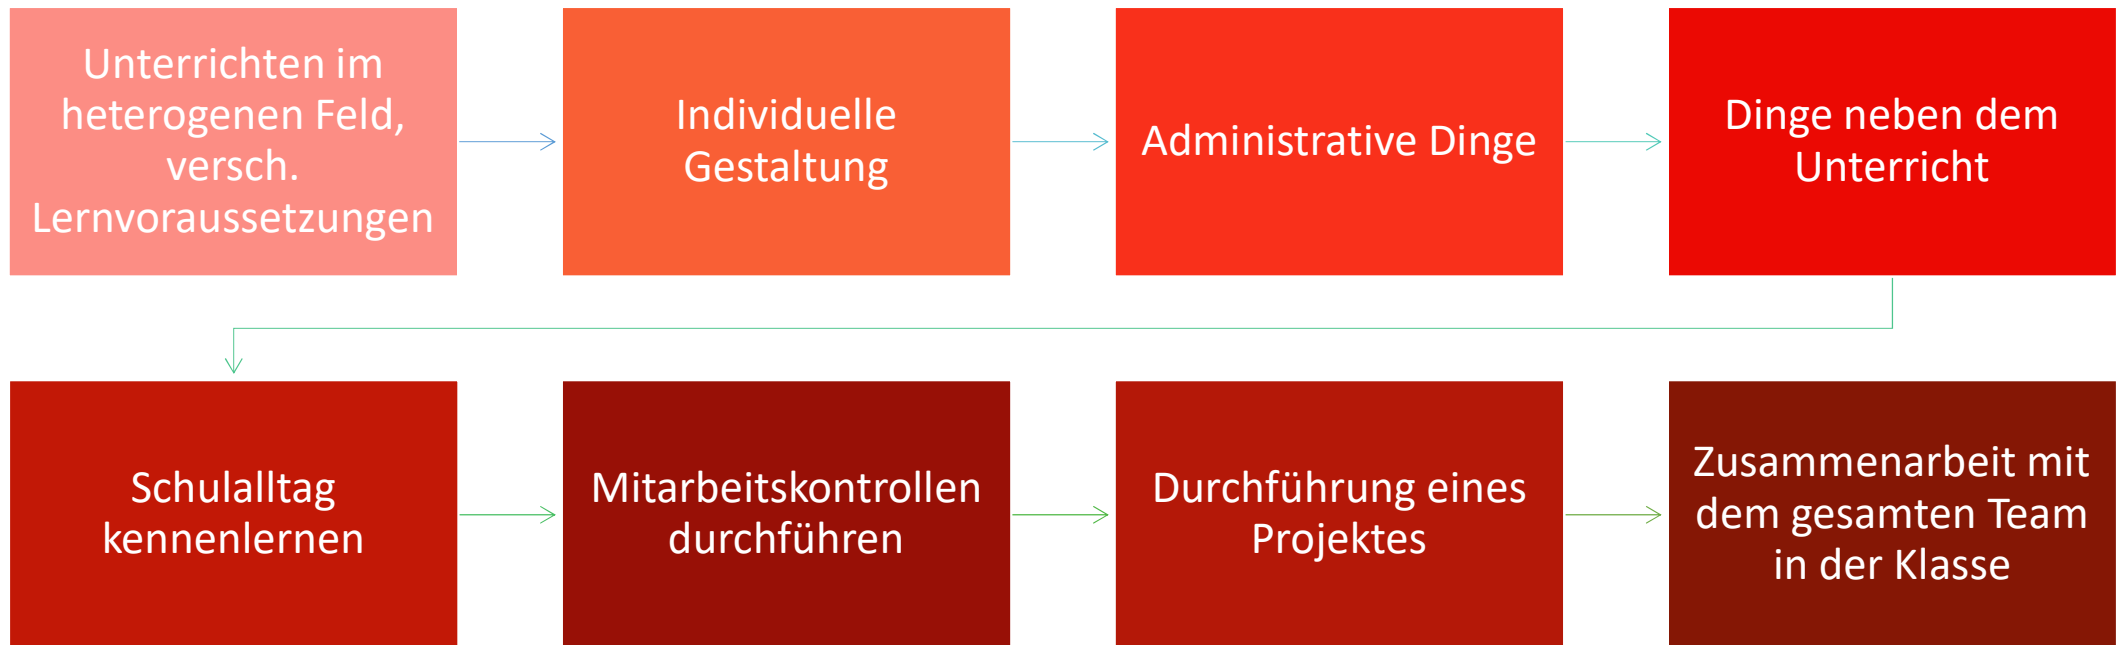 Unterrichten im
heterogenen Feld,
versch.
Lernvoraussetzungen
Individuelle
Gestaltung
Administrative Dinge
Dinge neben dem
Unterricht
Schulalltag
kennenlernen
Mitarbeitskontrollen
durchführen
Durchführung eines
Projektes
Zusammenarbeit mit
dem gesamten Team
in der Klasse